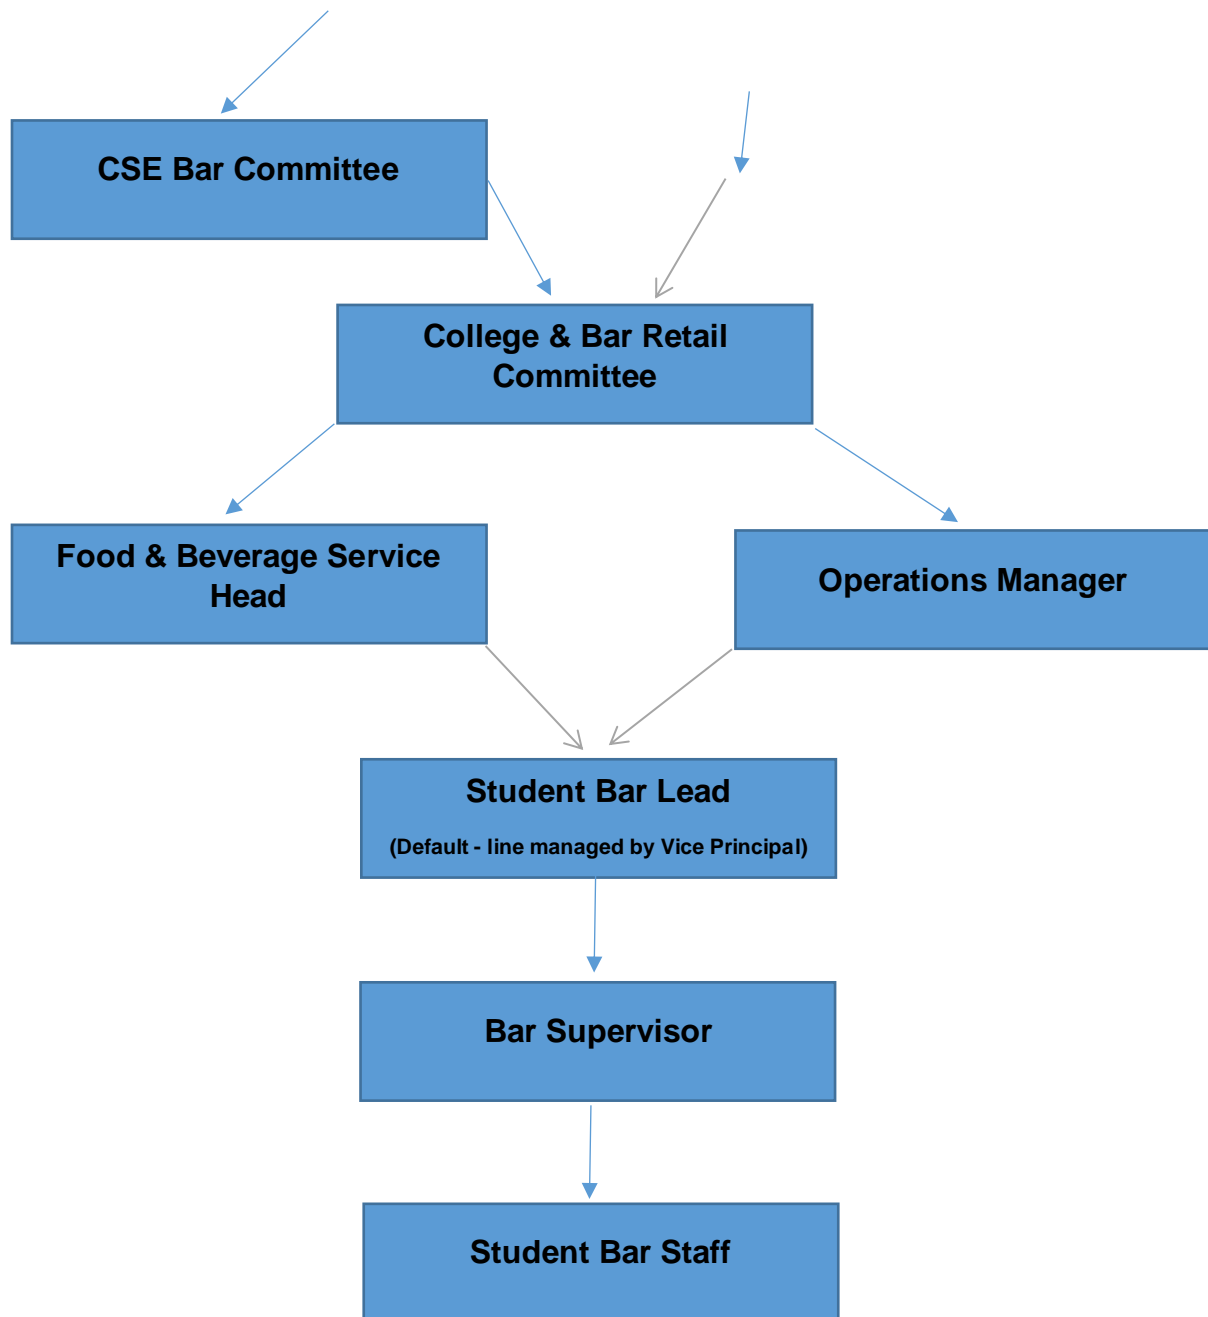 CSE Bar Committee
College & Bar Retail
Committee
Food & Beverage Service
Head
Operations Manager
Student Bar Lead
(Default - line managed by Vice Principal)
Bar Supervisor
Student Bar Staff